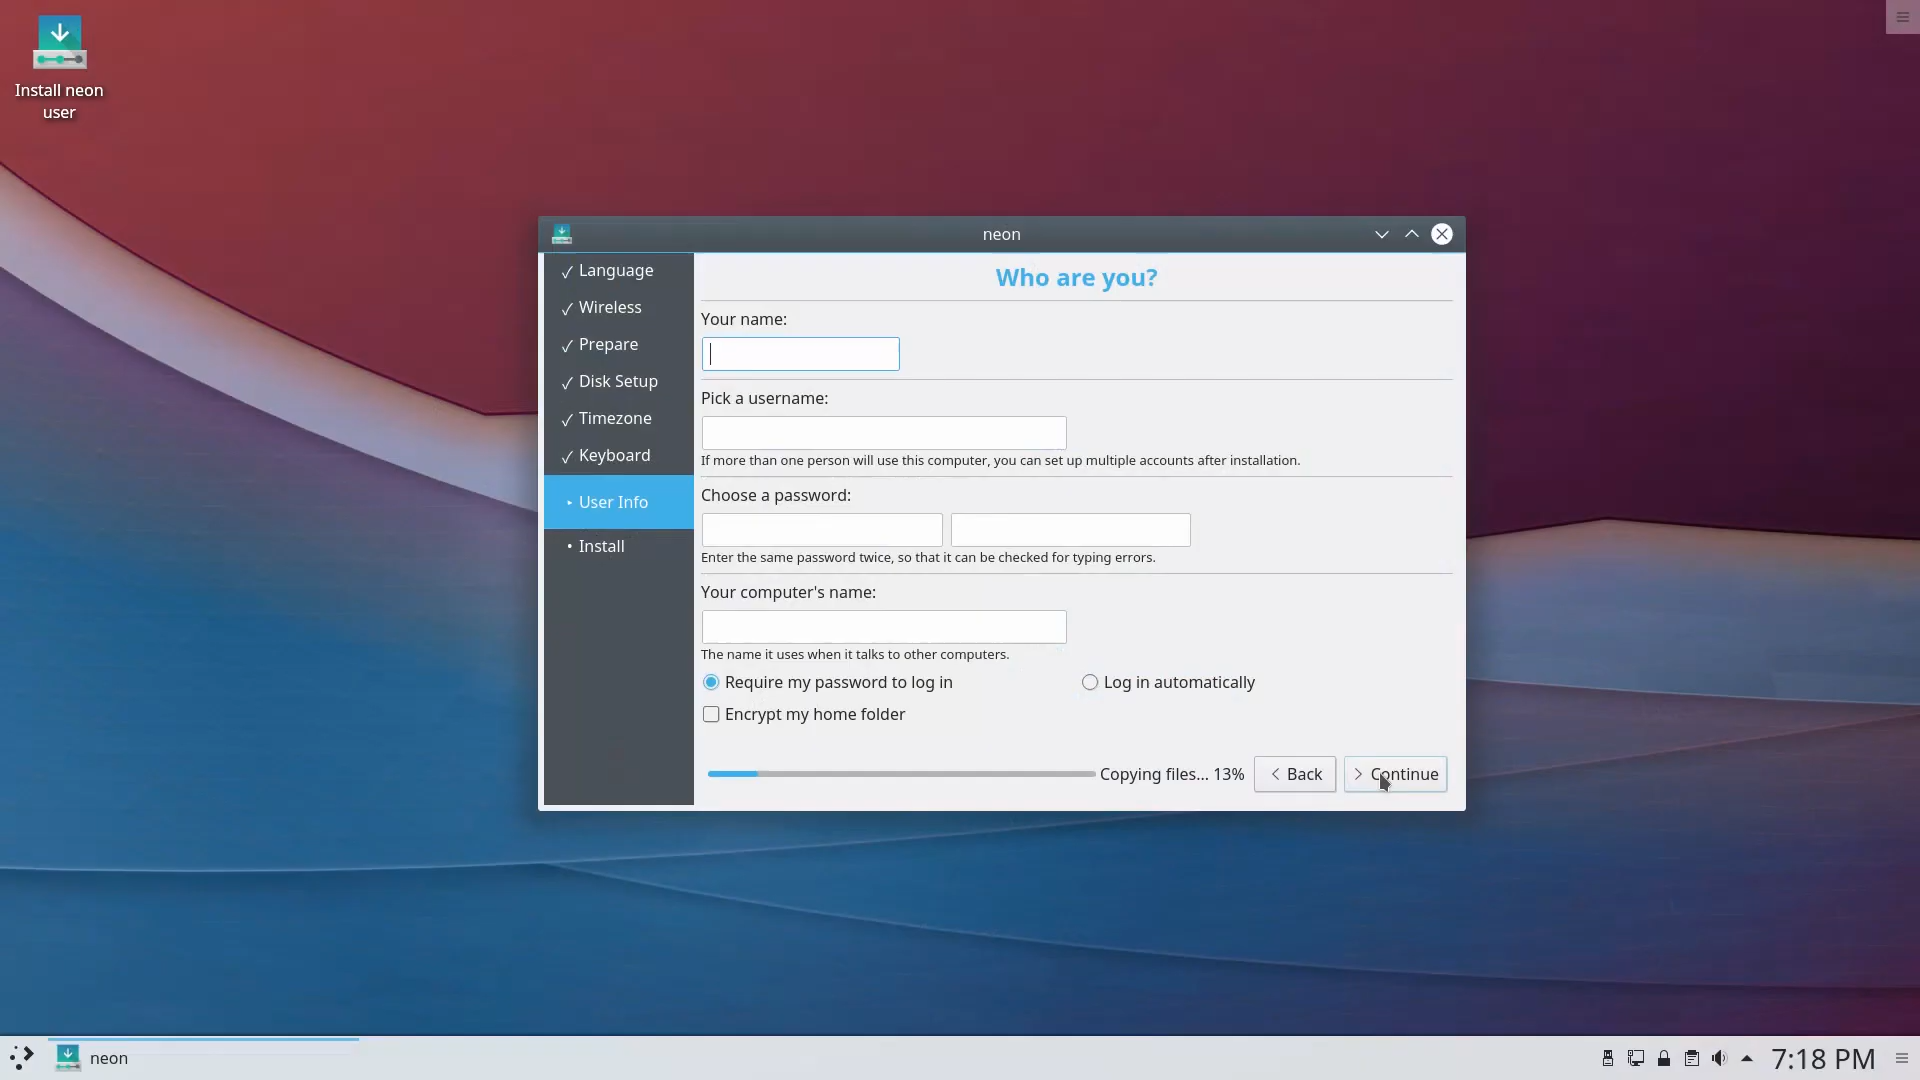 Install neon
user
neon
Language
Wireless
Prepare
Disk Setup
Timezone
Keyboard
User Info
Install
Who are you?
Your name:
Pick a username:
If more than one person will use this computer, you can set up multiple accounts after installation.
Choose a password:
Enter the same password twice, so that it can be checked for typing errors.
Your computer's name:
The name it uses when it talks to other computers.
Require my password to log in
Log in automatically
Encrypt my home folder
Copying files... 13%
Back
Continue
neon
7:18 PM